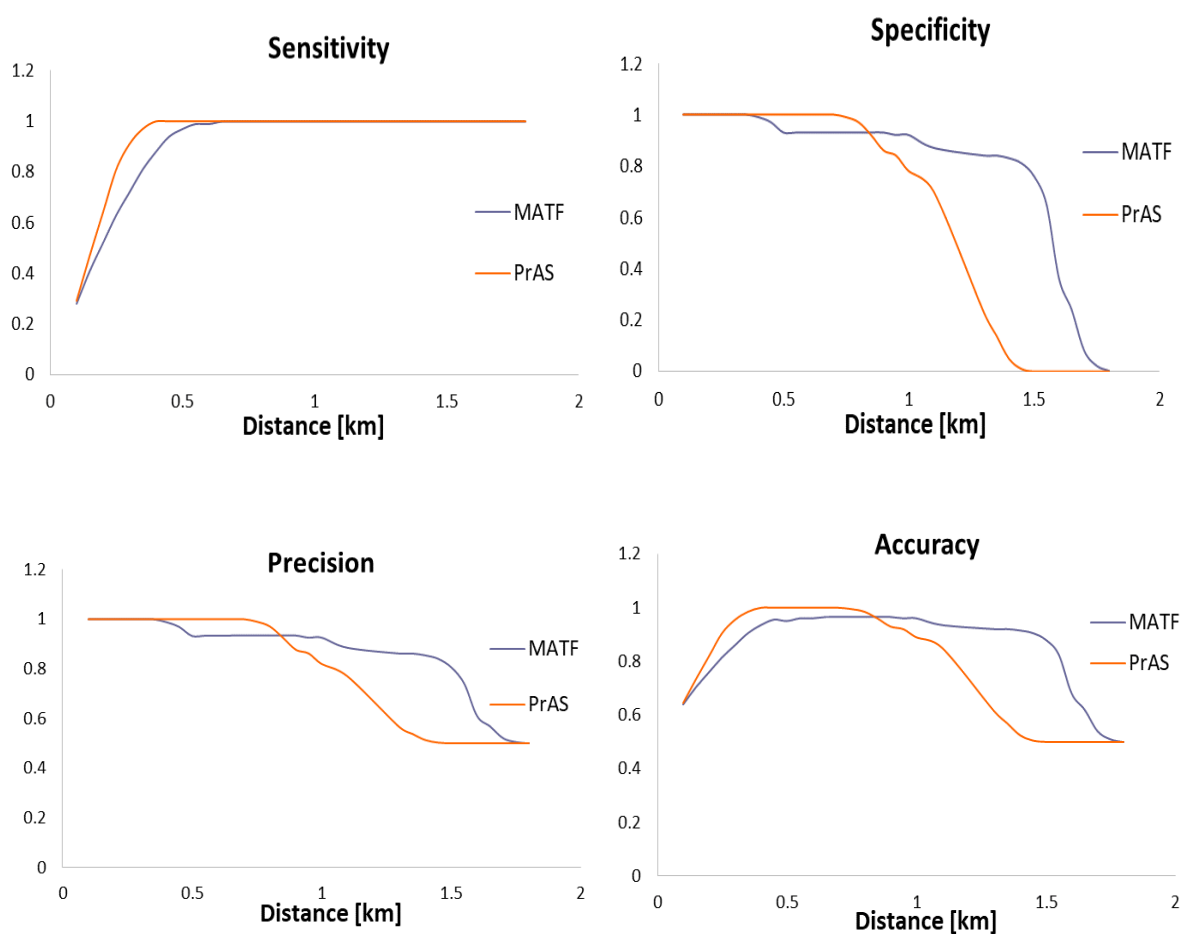 Sensitivity
1.2
1
0.8
0.6
0.4
0.2
0
0 0.5 1 1.5 2
Distance [km]
MATF
PrAS
Specificity
1.2
1
0.8
0.6
0.4
0.2
0
0 0.5 1 1.5 2
Distance [km]
MATF
PrAS
Precision
1.2
1
0.8
0.6
0.4
0.2
0
0 0.5 1 1.5 2
Distance [km]
MATF
PrAS
Accuracy
1.2
1
0.8
0.6
0.4
0.2
0
0 0.5 1 1.5 2
Distance [km]
MATF
PrAS